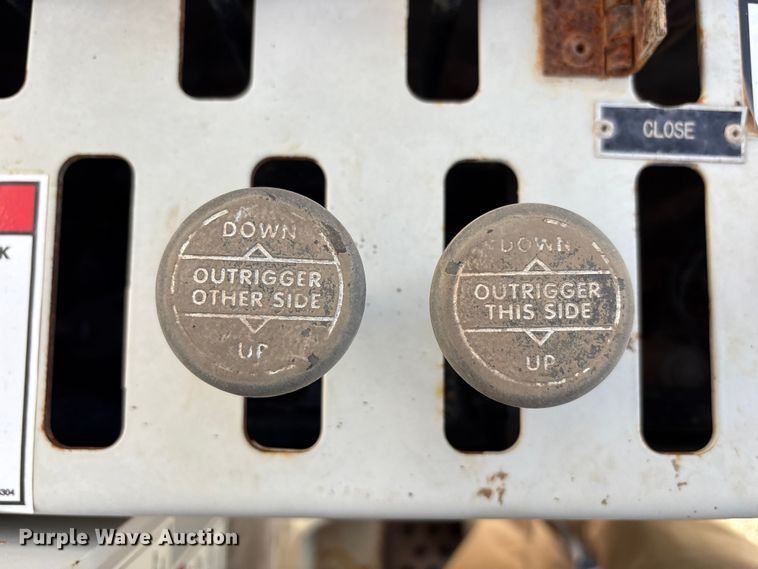 CLOSE
K
DOWN
OUTRIGGER
OTHER SIDE
UP
DOWN
OUTRIGGER
THIS SIDE
UP
Purple Wave Auction